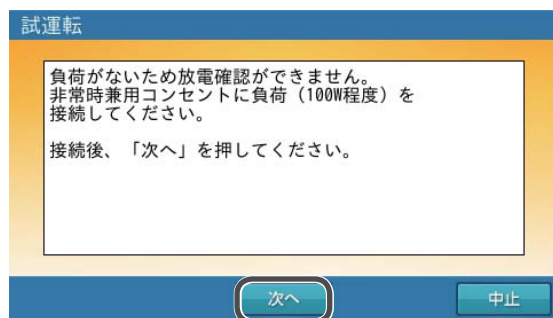 試運転
負荷がないため放電確認ができません。
非常時兼用コンセントに負荷（100W程度）を
接続してください。
接続後、「次へ」を押してください。
次へ
中止